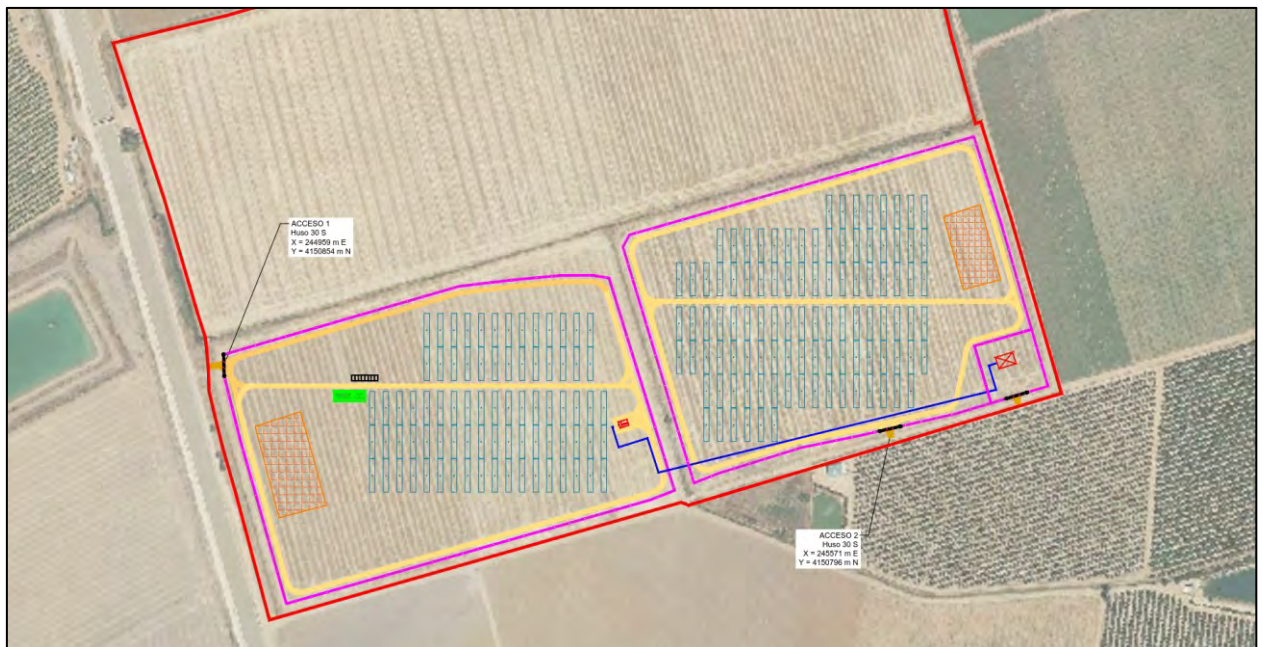 ACCESO 1
Huso 30 S
X = 244959 m E
Y = 4150854 m N
ACCESO 2
Huso 30 S
X = 245571 m E
Y = 4150796 m N